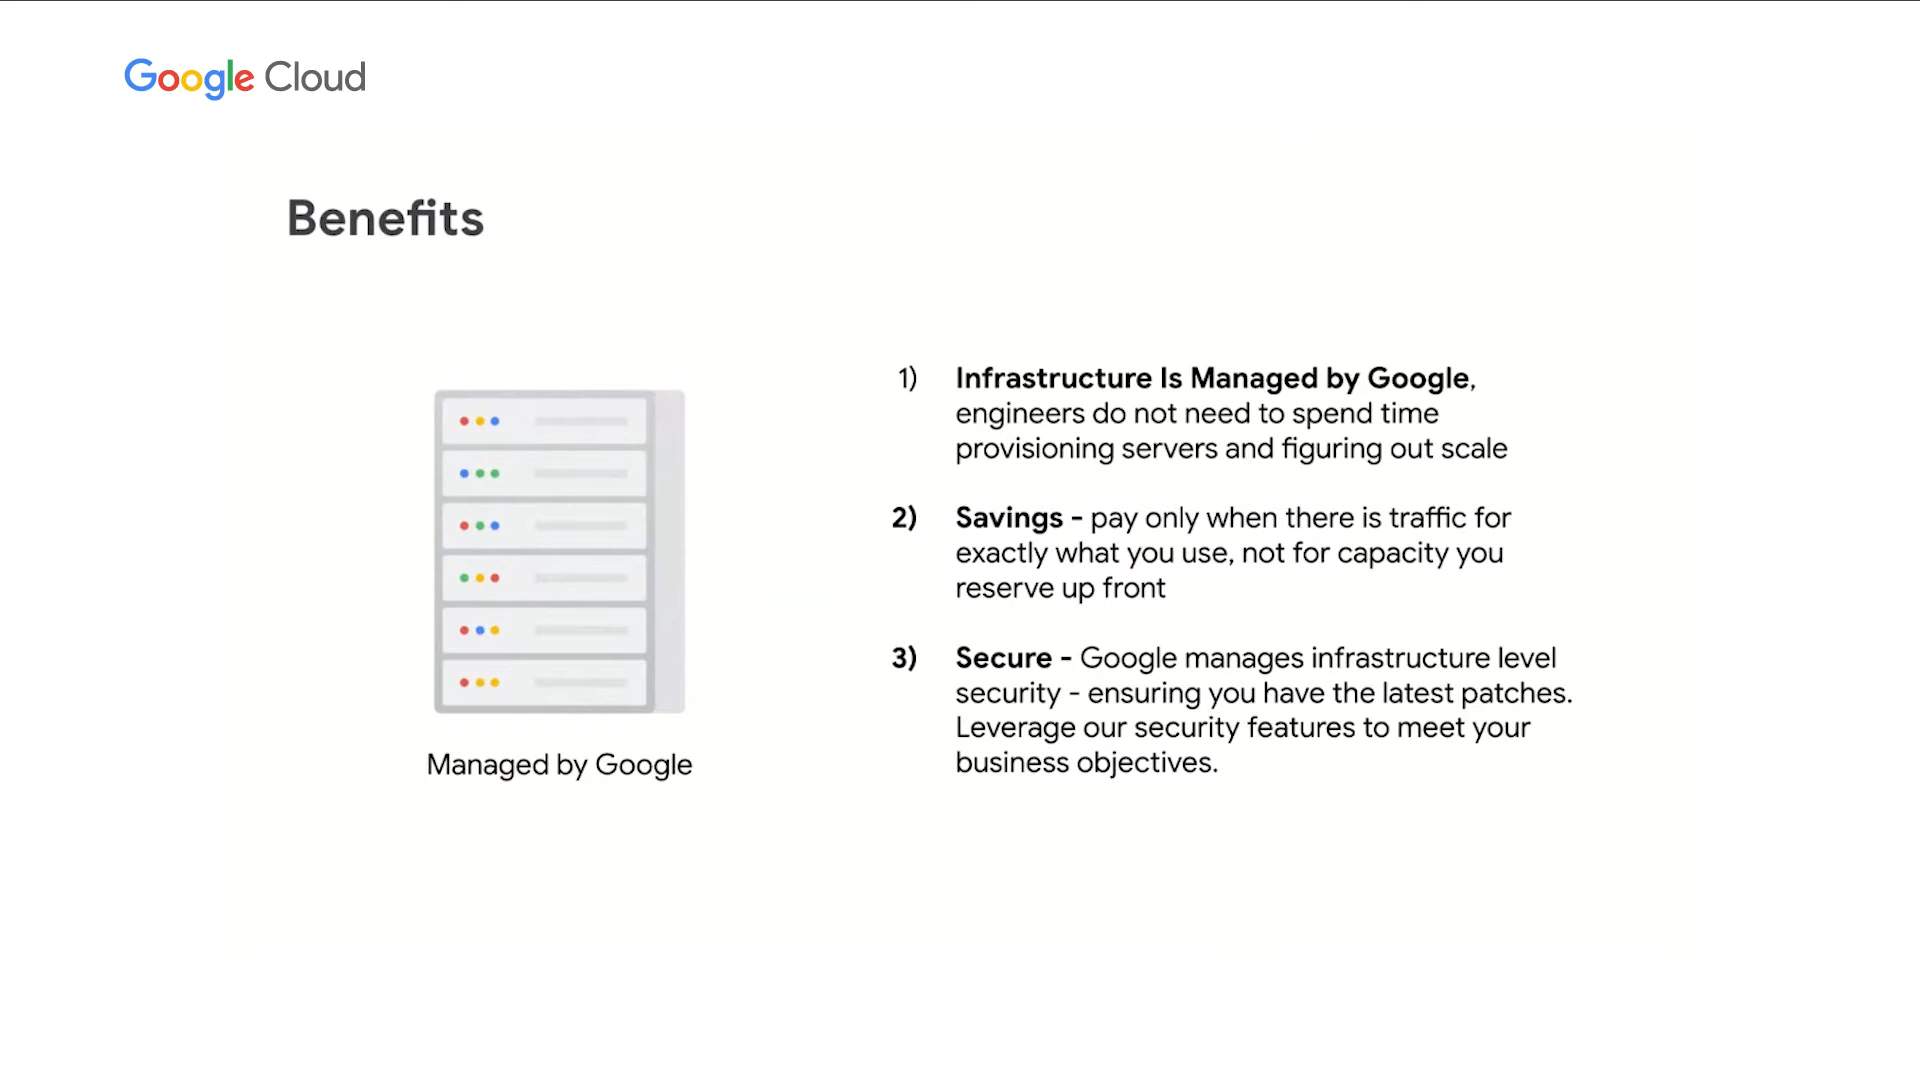 Google Cloud
Benefits
1) Infrastructure Is Managed by Google,
engineers do not need to spend time
provisioning servers and figuring out scale
2) Savings - pay only when there is traffic for
exactly what you use, not for capacity you
reserve up front
3) Secure - Google manages infrastructure level
security - ensuring you have the latest patches.
Leverage our security features to meet your
business objectives.
Managed by Google